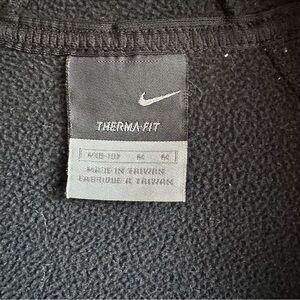 THERMA-FIT
M M
MADE IN TAIWAN
FABRIQUE A TAIWAN